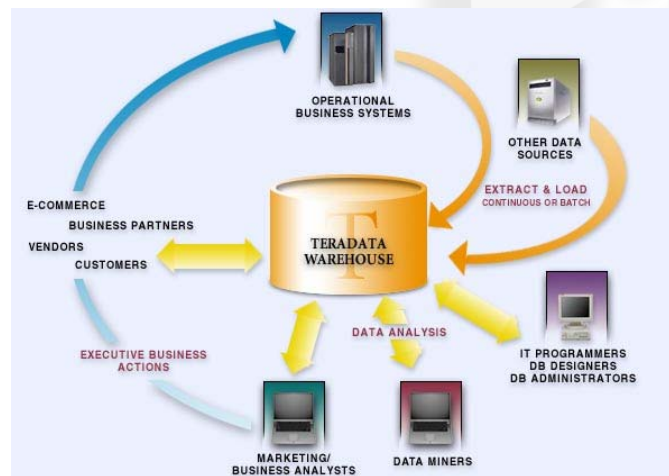 OPERATIONAL
BUSINESS SYSTEMS
OTHER DATA
SOURCES
EXTRACT & LOAD
CONTINUOUS OR BATCH
E-COMMERCE
BUSINESS PARTNERS
VENDORS
CUSTOMERS
T
TERADATA
WAREHOUSE
DATA ANALYSIS
EXECUTIVE BUSINESS
ACTIONS
IT PROGRAMMERS
DB DESIGNERS
DB ADMINISTRATORS
MARKETING/
BUSINESS ANALYSTS
DATA MINERS